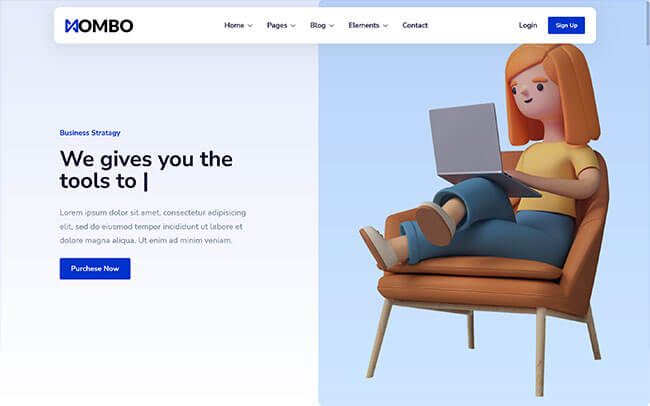 MOMBO
Home Pages Blog Elements Contact Login Sign Up
Business Stratagy
We gives you the
tools to |
Lorem ipsum dolor sit amet, consectetur adipisicing
elit, sed do eiusmod tempor incididunt ut labore et
dolore magna aliqua. Ut enim ad minim veniam.
Purchese Now